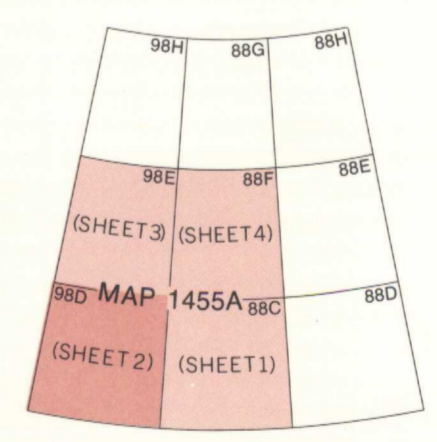 98H 88G 88H
98E 88F 88E
(SHEET3) (SHEET4)
98D MAP 1455A 88C 88D
(SHEET2) (SHEET1)